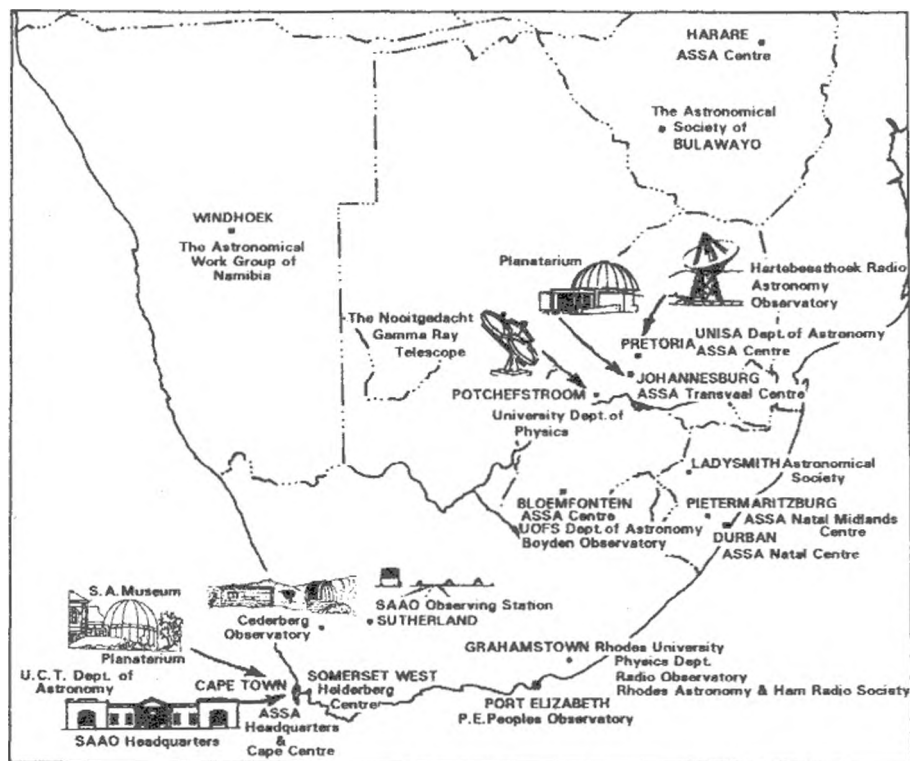 HARARE
ASSA Centre
The Astronomical
Society of
BULAWAYO
WINDHOEK
The Astronomical
Work Group of
Namibia
Planatarium
Hartebeesthoek Radio
Astronomy
Observatory
The Nooitgedacht
Gamma Ray
Telescope
PRETORIA
UNISA Dept. of Astronomy
ASSA Centre
JOHANNESBURG
ASSA Transvaal Centre
POTCHEFSTROOM
University Dept. of
Physics
LADYSMITH Astronomical
Society
BLOEMFONTEIN
ASSA Centre
UOFS Dept. of Astronomy
Boyden Observatory
PIETERMARITZBURG
ASSA Natal Midlands
Centre
DURBAN
ASSA Natal Centre
S.A. Museum
Planatarium
Cederberg
Observatory
SAAO Observing Station
SUTHERLAND
GRAHAMSTOWN Rhodes University
Physics Dept.
Radio Observatory
Rhodes Astronomy & Ham Radio Society
U.C.T. Dept. of
Astronomy
CAPE TOWN
SOMERSET WEST
Helderberg
Centre
PORT ELIZABETH
P.E. Peoples Observatory
SAAO Headquarters
ASSA
Headquarters
&
Cape Centre